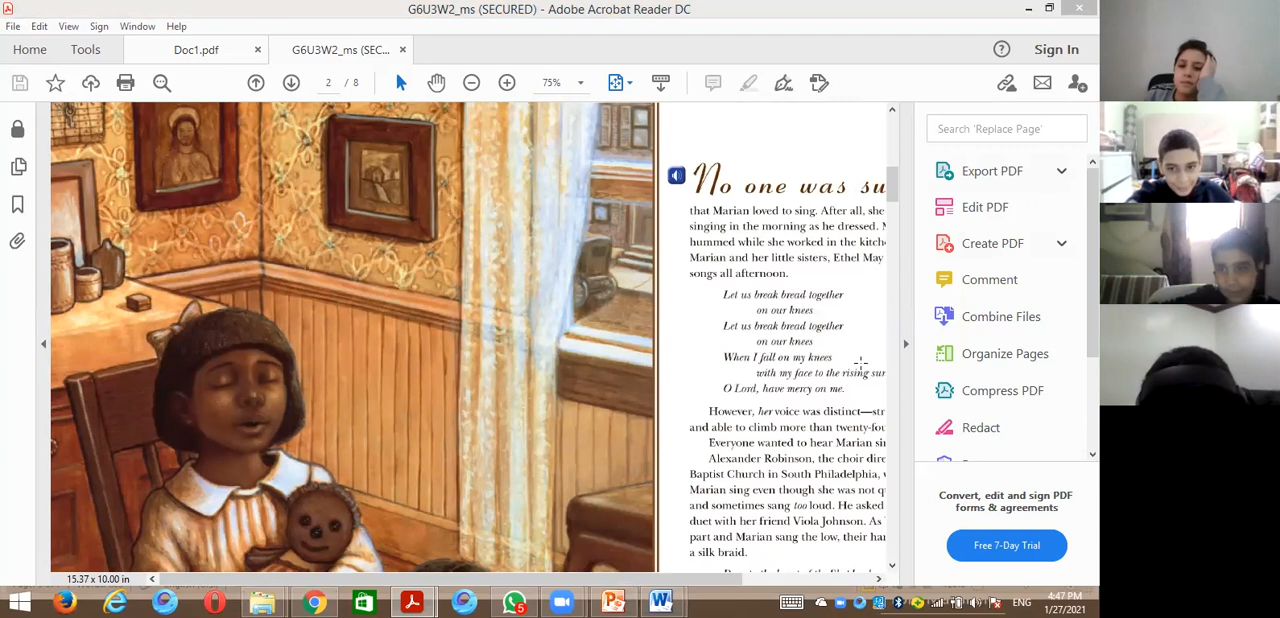 G6U3W2_ms (SECURED) - Adobe Acrobat Reader DC
File Edit View Sign Window Help
Home Tools Doc1.pdf × G6U3W2_ms (SEC... × Sign In
2 / 8 75%
Search 'Replace Page'
Export PDF
Edit PDF
Create PDF
Comment
Combine Files
Organize Pages
Compress PDF
Redact
Convert, edit and sign PDF
forms & agreements
Free 7-Day Trial
No one was su
that Marian loved to sing. After all, she
singing in the morning as he dressed.
hummed while she worked in the kitch
Marian and her little sisters, Ethel May
songs all afternoon.
Let us break bread together
on our knees
Let us break bread together
on our knees
When I fall on my knees
with my face to the rising sun
O Lord, have mercy on me.
However, her voice was distinct—str
and able to climb more than twenty-fou
Everyone wanted to hear Marian sin
Alexander Robinson, the choir dire
Baptist Church in South Philadelphia,
Marian sing even though she was not q
and sometimes sang too loud. He asked
duet with her friend Viola Johnson. As
part and Marian sang the low, their har
a silk braid.
15.37 x 10.00 in
5
ENG
4:47 PM
1/27/2021